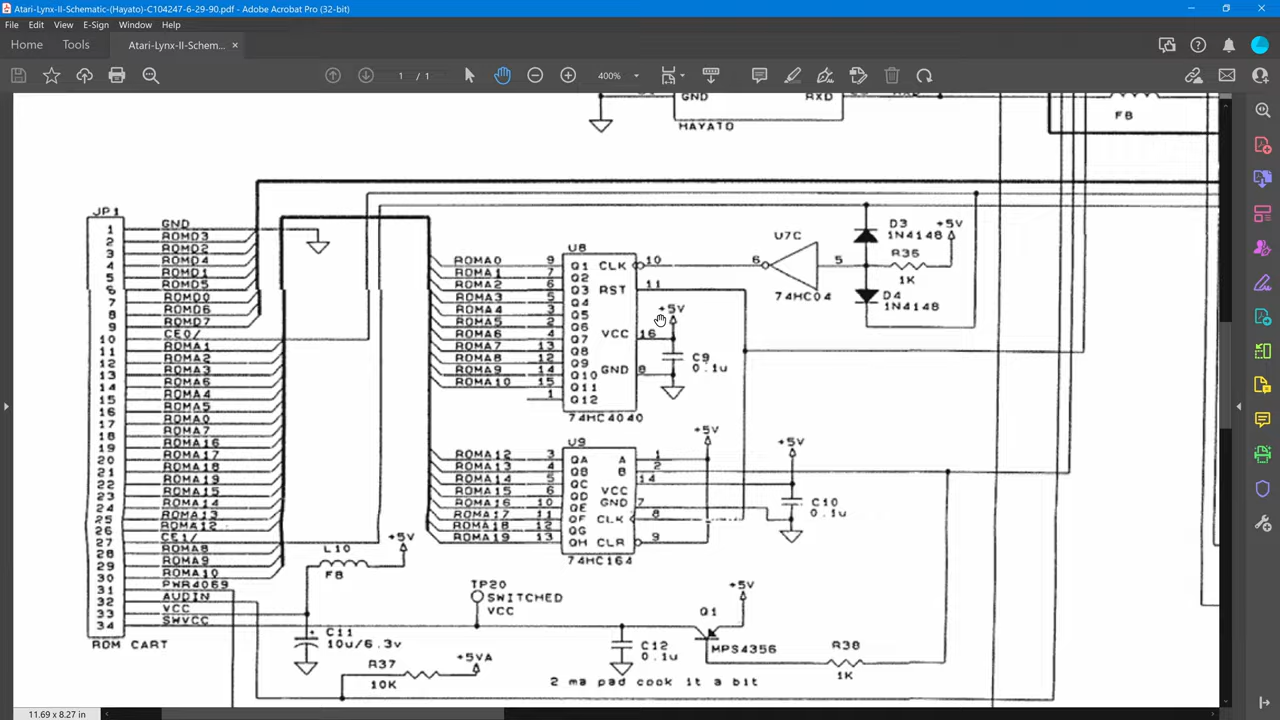 Atari-Lynx-II-Schematic-(Hayato)-C104247-6-29-90.pdf - Adobe Acrobat Pro (32-bit)
File Edit View E-Sign Window Help
Home Tools Atari-Lynx-II-Schem... ×
1 / 1 400%
GND RXD
HAYATO
FB
JP1
1 GND
2 ROMD3
3 ROMD2
4 ROMD4
5 ROMD1
6 ROMD5
7 ROMD0
8 ROMD6
9 ROMD7
10 CE0/
11 ROMA1
12 ROMA2
13 ROMA3
14 ROMA6
15 ROMA4
16 ROMA5
17 ROMA0
18 ROMA7
19 ROMA16
20 ROMA17
21 ROMA18
22 ROMA19
23 ROMA15
24 ROMA14
25 ROMA13
26 ROMA12
27 CE1/
28 ROMA8
29 ROMA9
30 ROMA10
31 PWR4069
32 AUDIN
33 VCC
34 SWVCC
ROM CART
U8
ROMA0 9 Q1 CLK 10
ROMA1 7 Q2
ROMA2 6 Q3 RST 11
ROMA3 5 Q4
ROMA4 3 Q5 +5V
ROMA5 2 Q6
ROMA6 4 Q7 VCC 16
ROMA7 13 Q8
ROMA8 12 Q9
ROMA9 14 Q10 GND 8
ROMA10 15 Q11
1 Q12
74HC4040
C9
0.1u
U7C
6 5
74HC04
D3
1N4148
+5V
R36
D4
1N4148
U9
+5V
ROMA12 3 QA A 1
ROMA13 4 QB B 2
ROMA14 5 QC 14
ROMA15 6 QD VCC
ROMA16 10 QE GND 7
ROMA17 11 QF CLK 8
ROMA18 12 QG
ROMA19 13 QH CLR 9
74HC164
+5V
C10
0.1u
L10
FB
+5V
TP20
SWITCHED
VCC
+5V
Q1
MPS4356
R38
1K
C11
10u/6.3v
C12
0.1u
R37
10K
+5VA
2 ma pad cook it a bit
11.69 x 8.27 in